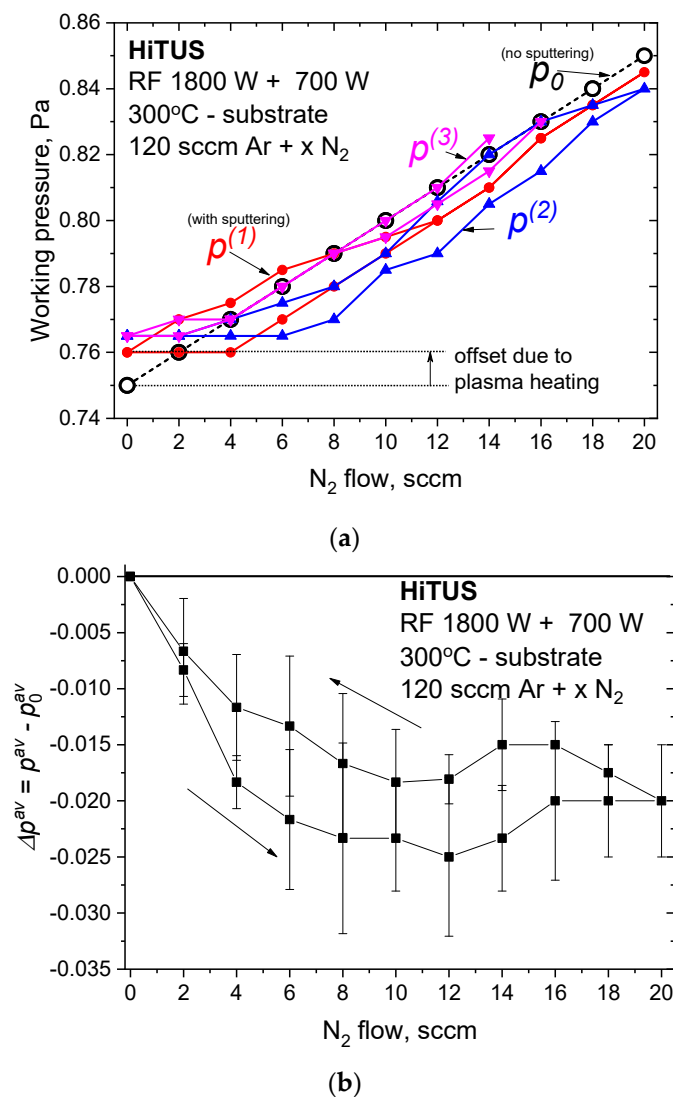 0.86
0.84
0.82
0.80
0.78
0.76
0.74
Working pressure, Pa
HiTUS
RF 1800 W + 700 W
300°C - substrate
120 sccm Ar + x N₂
(no sputtering)
p₀
p⁽³⁾
(with sputtering)
p⁽¹⁾
p⁽²⁾
offset due to
plasma heating
0 2 4 6 8 10 12 14 16 18 20
N₂ flow, sccm
(a)
0.000
-0.005
-0.010
-0.015
-0.020
-0.025
-0.030
-0.035
Δpᵃᵛ = pᵃᵛ - p₀ᵃᵛ
HiTUS
RF 1800 W + 700 W
300°C - substrate
120 sccm Ar + x N₂
0 2 4 6 8 10 12 14 16 18 20
N₂ flow, sccm
(b)